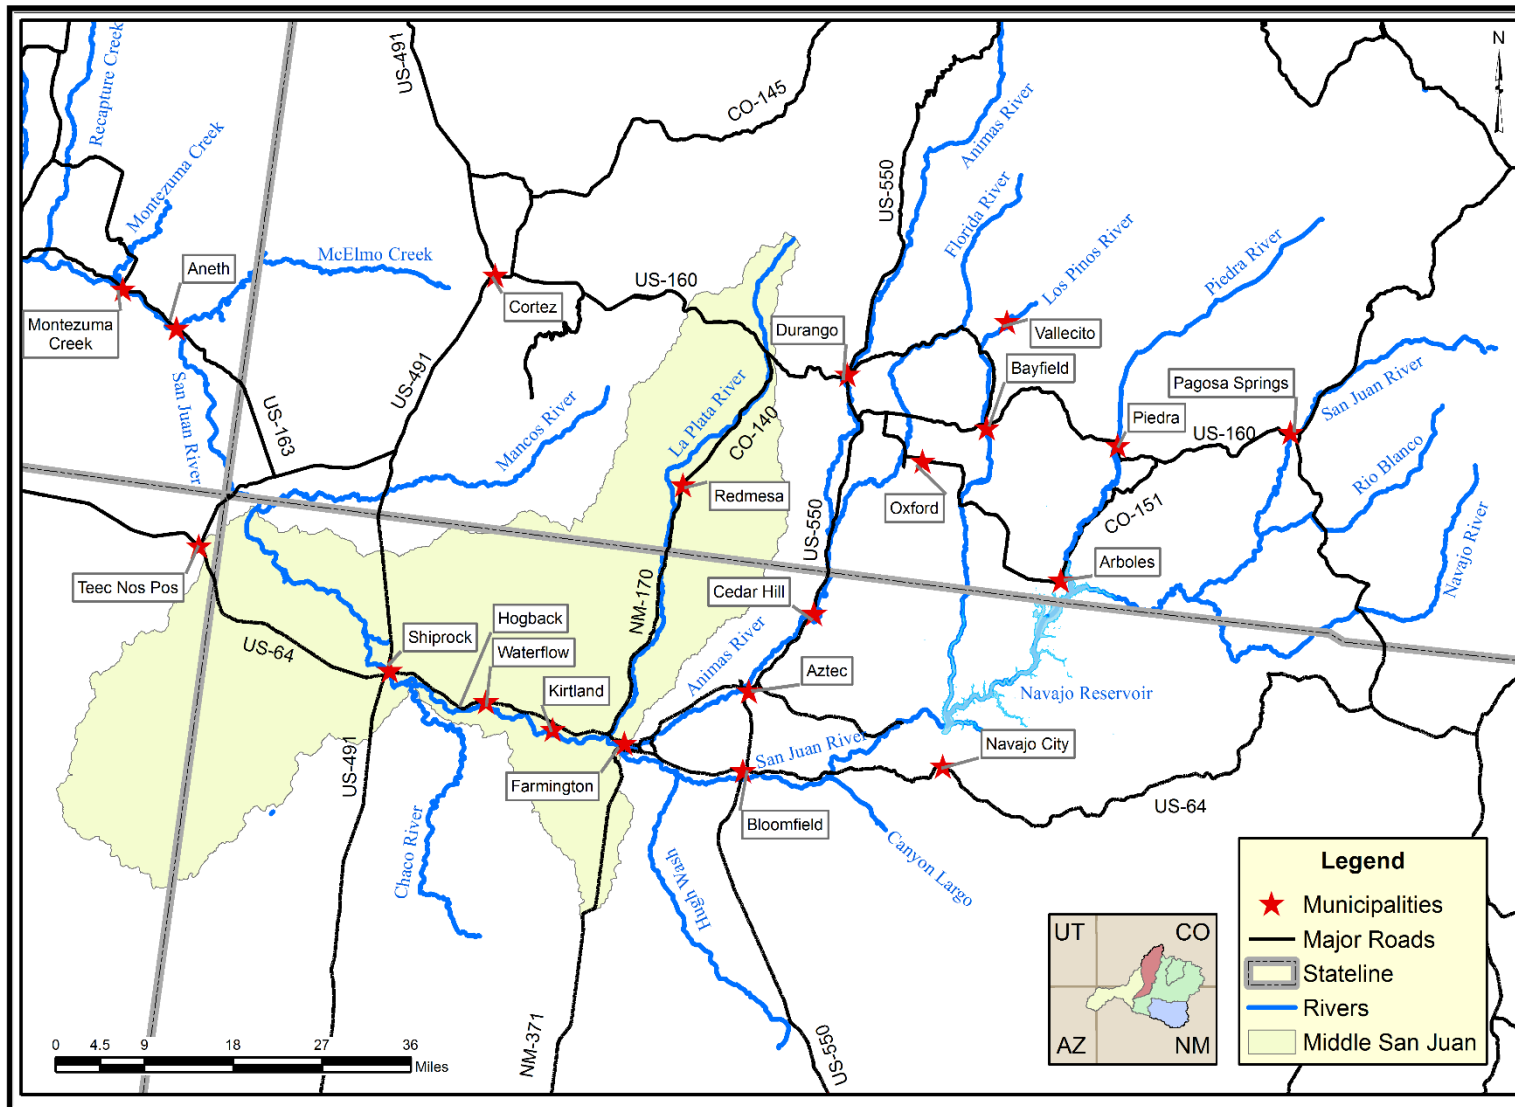 Recapture Creek
US-491
CO-145
Animas River
N
Montezuma Creek
US-550
Florida River
McElmo Creek
Aneth
US-160
Los Pinos River
Piedra River
Cortez
Montezuma
Creek
Durango
Vallecito
Bayfield
Pagosa Springs
San Juan River
San Juan River
US-163
US-491
Mancos River
La Plata River
CO-140
Piedra
US-160
Rio Blanco
Redmesa
Oxford
US-550
CO-151
Navajo River
Teec Nos Pos
Arboles
Cedar Hill
NM-170
Hogback
Shiprock
Waterflow
US-64
Kirtland
Animas River
Aztec
Navajo Reservoir
San Juan River
Navajo City
Farmington
US-491
Bloomfield
US-64
Chaco River
Hugh Wash
Canyon Largo
NM-371
US-550
Legend
Municipalities
Major Roads
Stateline
Rivers
Middle San Juan
UT
CO
AZ
NM
0 4.5 9 18 27 36
Miles